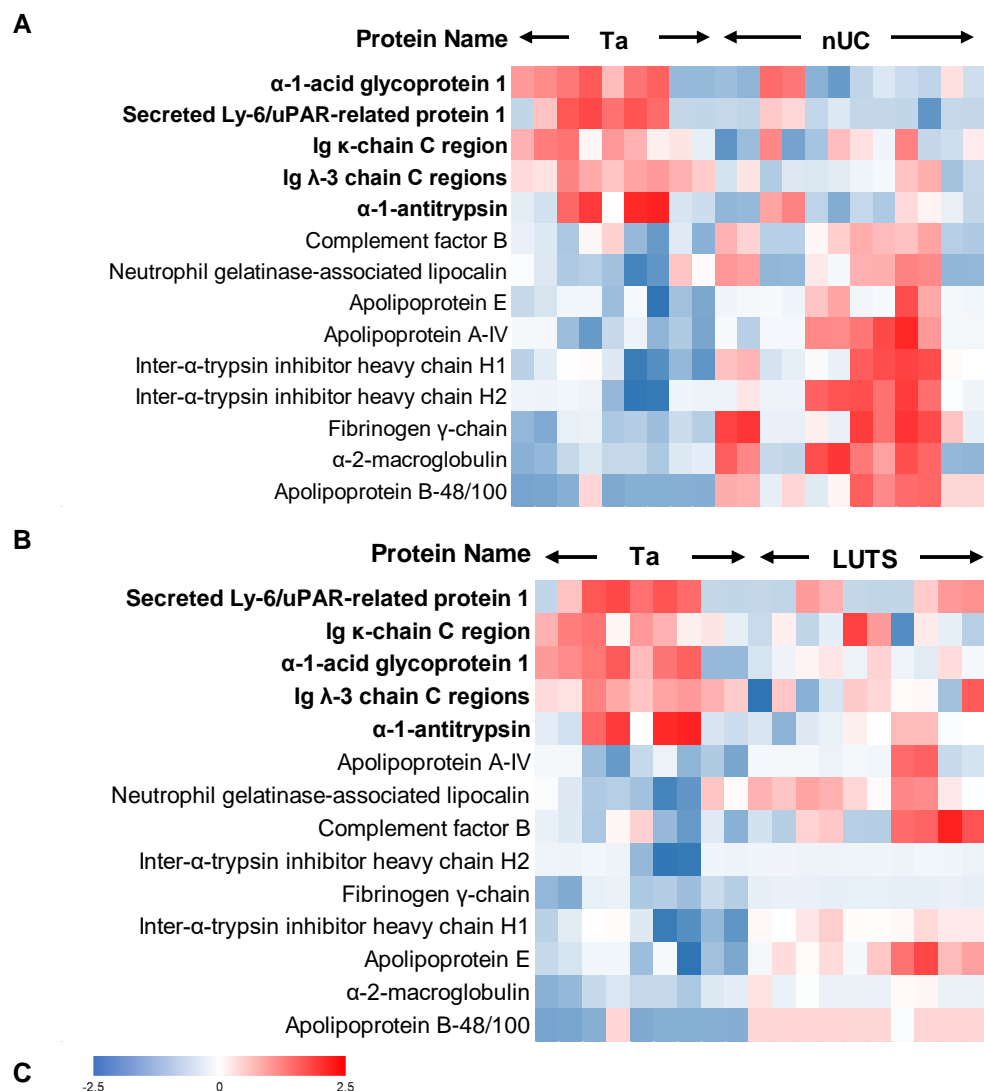 A
Protein Name Ta nUC
α-1-acid glycoprotein 1
Secreted Ly-6/uPAR-related protein 1
Ig κ-chain C region
Ig λ-3 chain C regions
α-1-antitrypsin
Complement factor B
Neutrophil gelatinase-associated lipocalin
Apolipoprotein E
Apolipoprotein A-IV
Inter-α-trypsin inhibitor heavy chain H1
Inter-α-trypsin inhibitor heavy chain H2
Fibrinogen γ-chain
α-2-macroglobulin
Apolipoprotein B-48/100
B
Protein Name Ta LUTS
Secreted Ly-6/uPAR-related protein 1
Ig κ-chain C region
α-1-acid glycoprotein 1
Ig λ-3 chain C regions
α-1-antitrypsin
Apolipoprotein A-IV
Neutrophil gelatinase-associated lipocalin
Complement factor B
Inter-α-trypsin inhibitor heavy chain H2
Fibrinogen γ-chain
Inter-α-trypsin inhibitor heavy chain H1
Apolipoprotein E
α-2-macroglobulin
Apolipoprotein B-48/100
C
-2.5 0 2.5